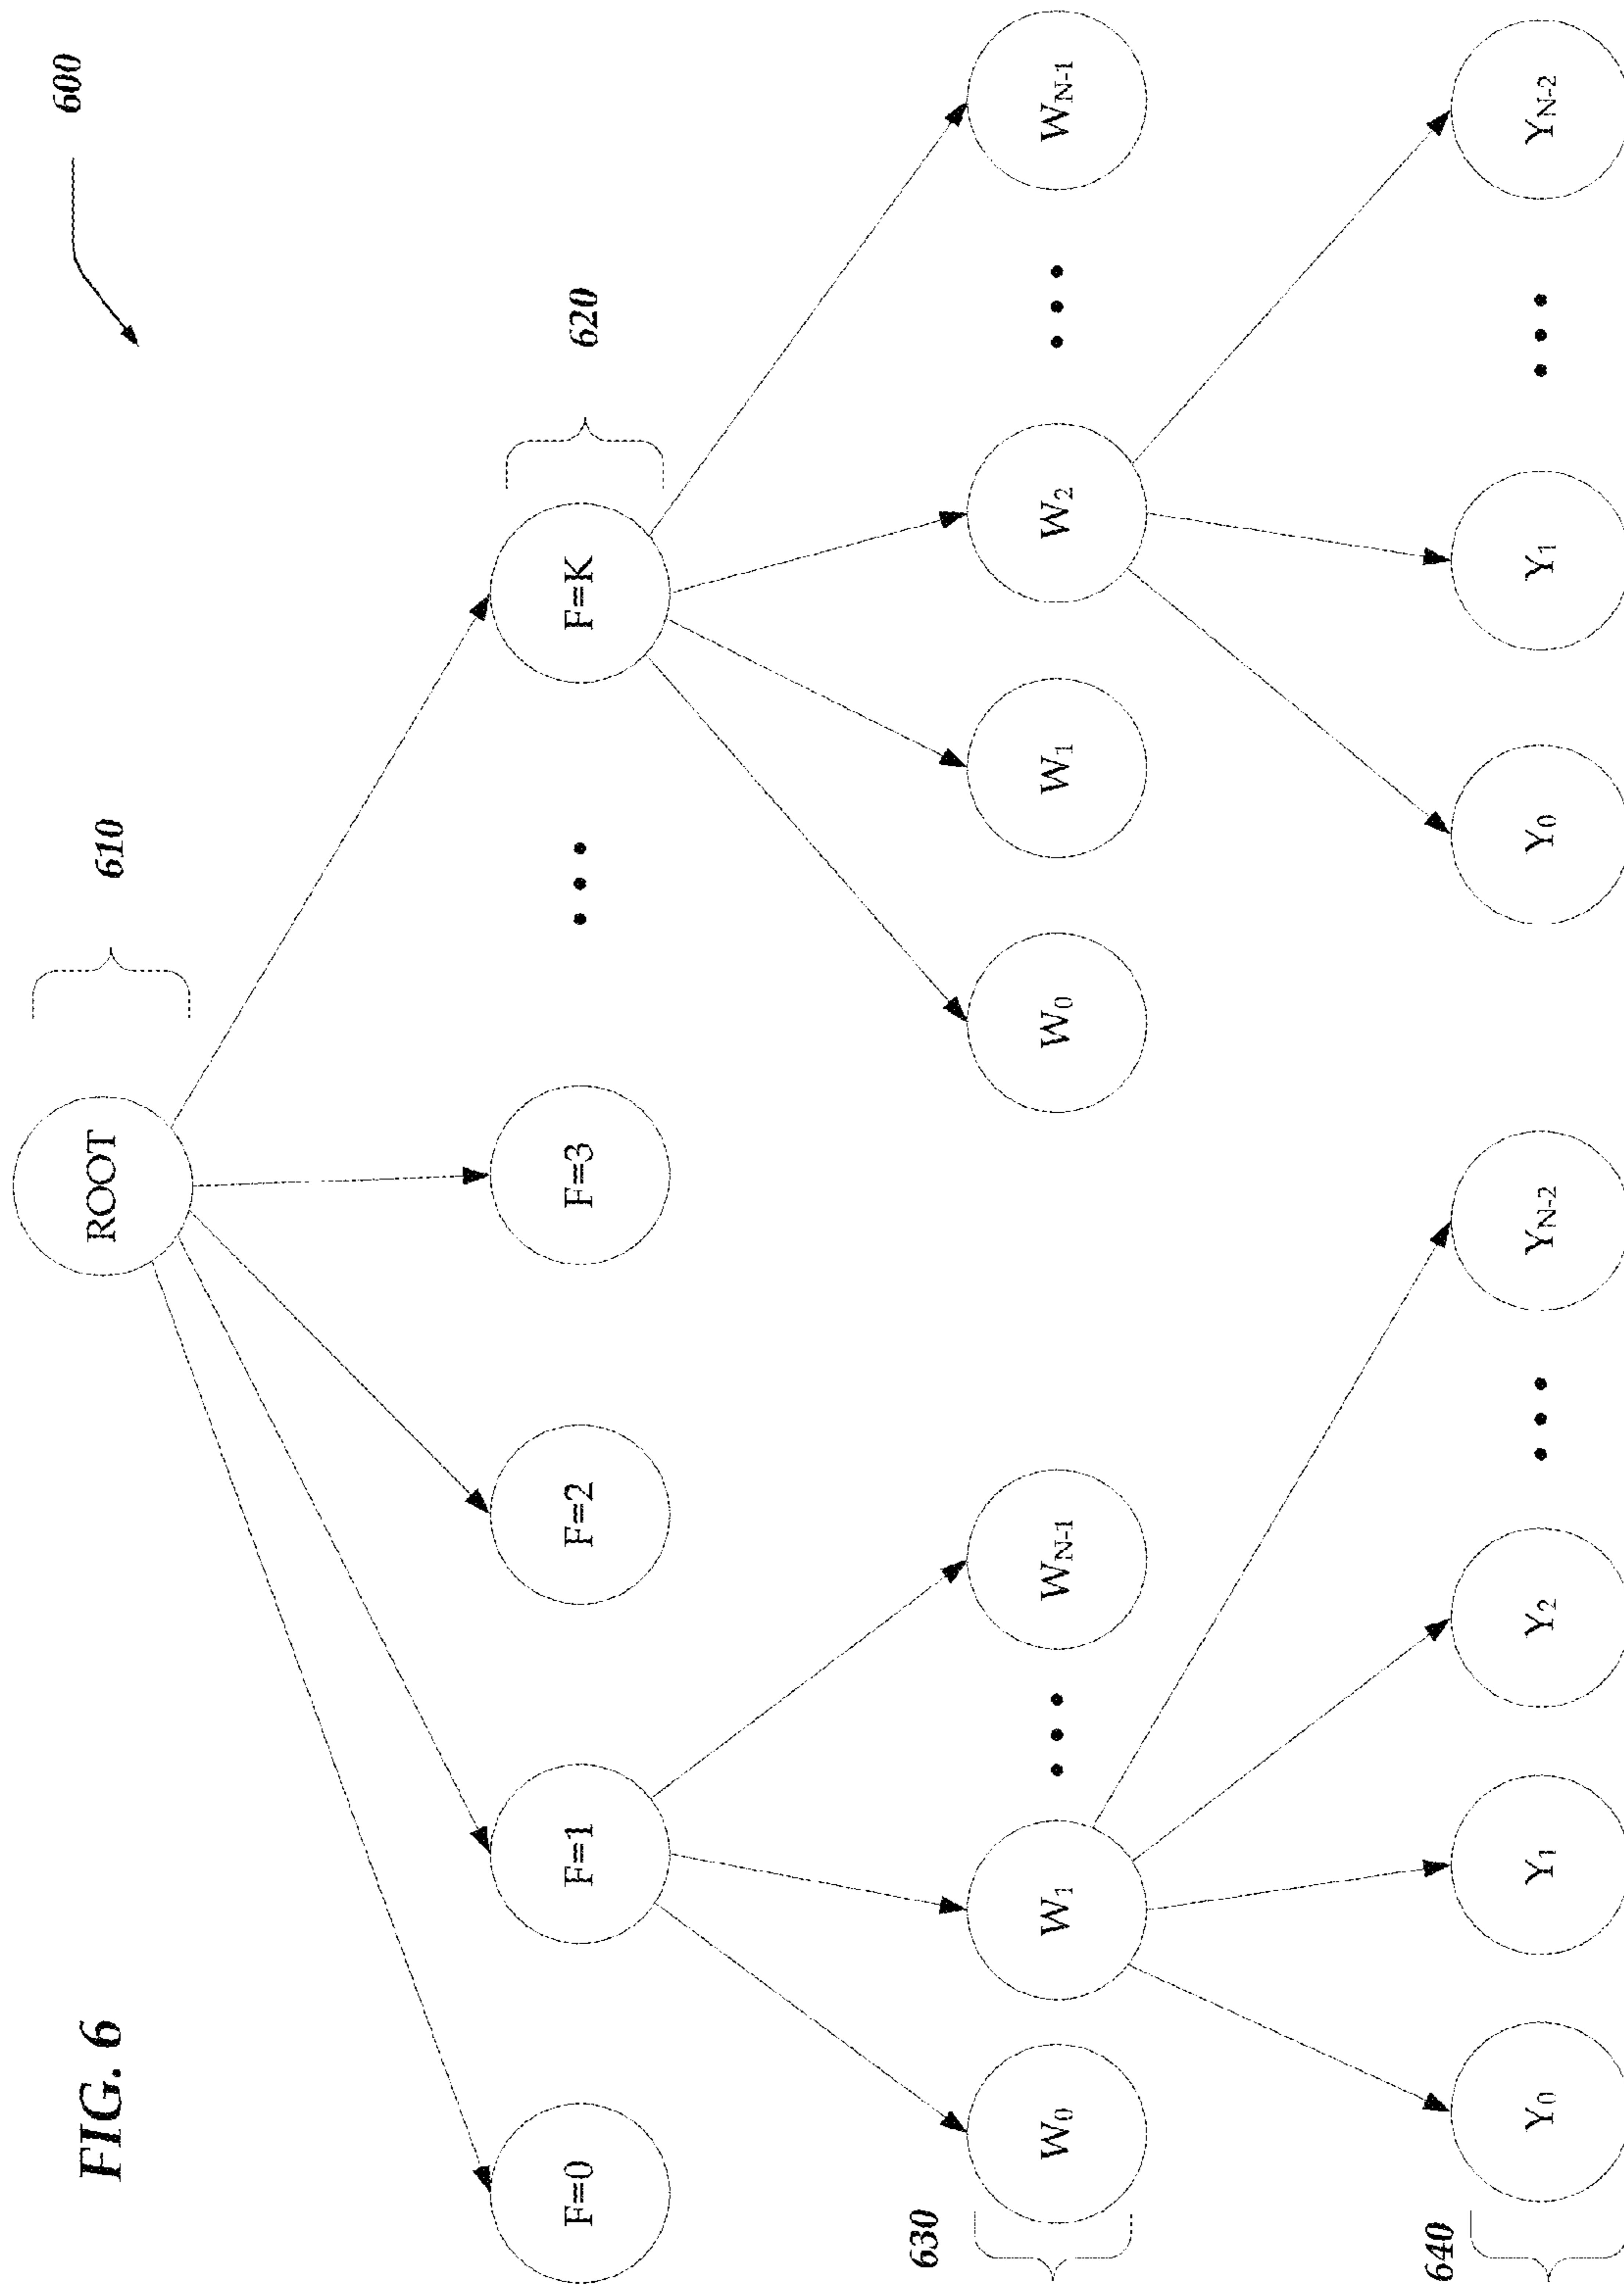 FIG. 6
600
ROOT
610
F=0
F=1
F=2
F=3
F=K
620
630
W₀
W₁
Wₙ₋₁
W₀
W₁
W₂
Wₙ₋₁
640
Y₀
Y₁
Y₂
Yₙ₋₂
Y₀
Y₁
Yₙ₋₂